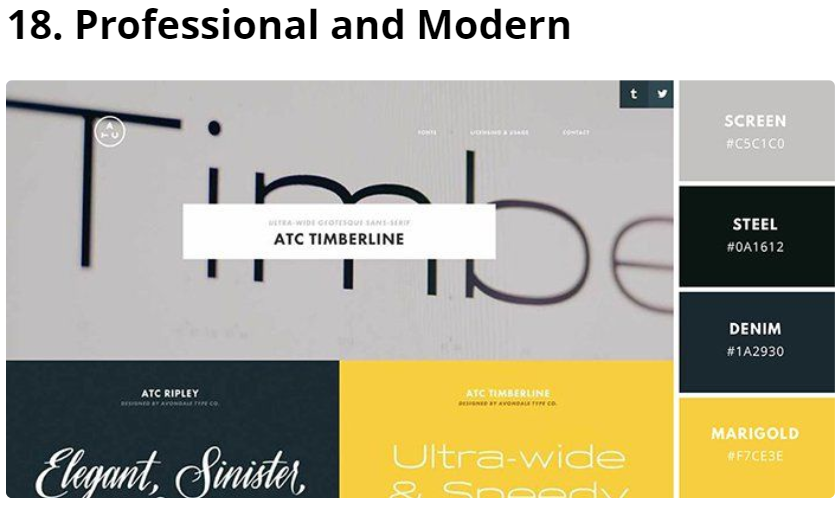 18. Professional and Modern
t
A
T C
FONTS LICENSING & USAGE CONTACT
Timbe
ULTRA-WIDE GEOTESQUE SANS-SERIF
ATC TIMBERLINE
ATC RIPLEY
DESIGNED BY AVONDALE TYPE CO.
Elegant, Sinister,
ATC TIMBERLINE
DESIGNED BY AVONDALE TYPE CO.
Ultra-wide
& Speedy
SCREEN
#C5C1C0
STEEL
#0A1612
DENIM
#1A2930
MARIGOLD
#F7CE3E